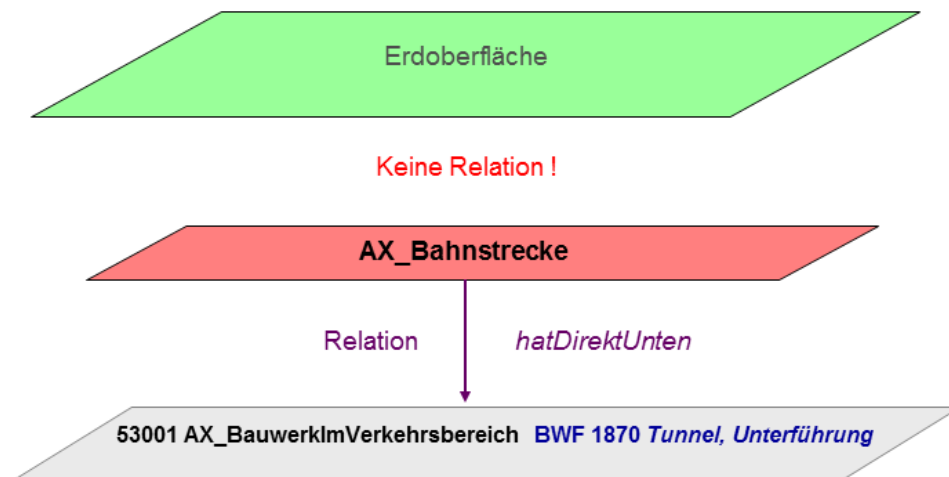 Erdoberfläche
Keine Relation !
AX_Bahnstrecke
Relation hatDirektUnten
53001 AX_BauwerkImVerkehrsbereich BWF 1870 Tunnel, Unterführung